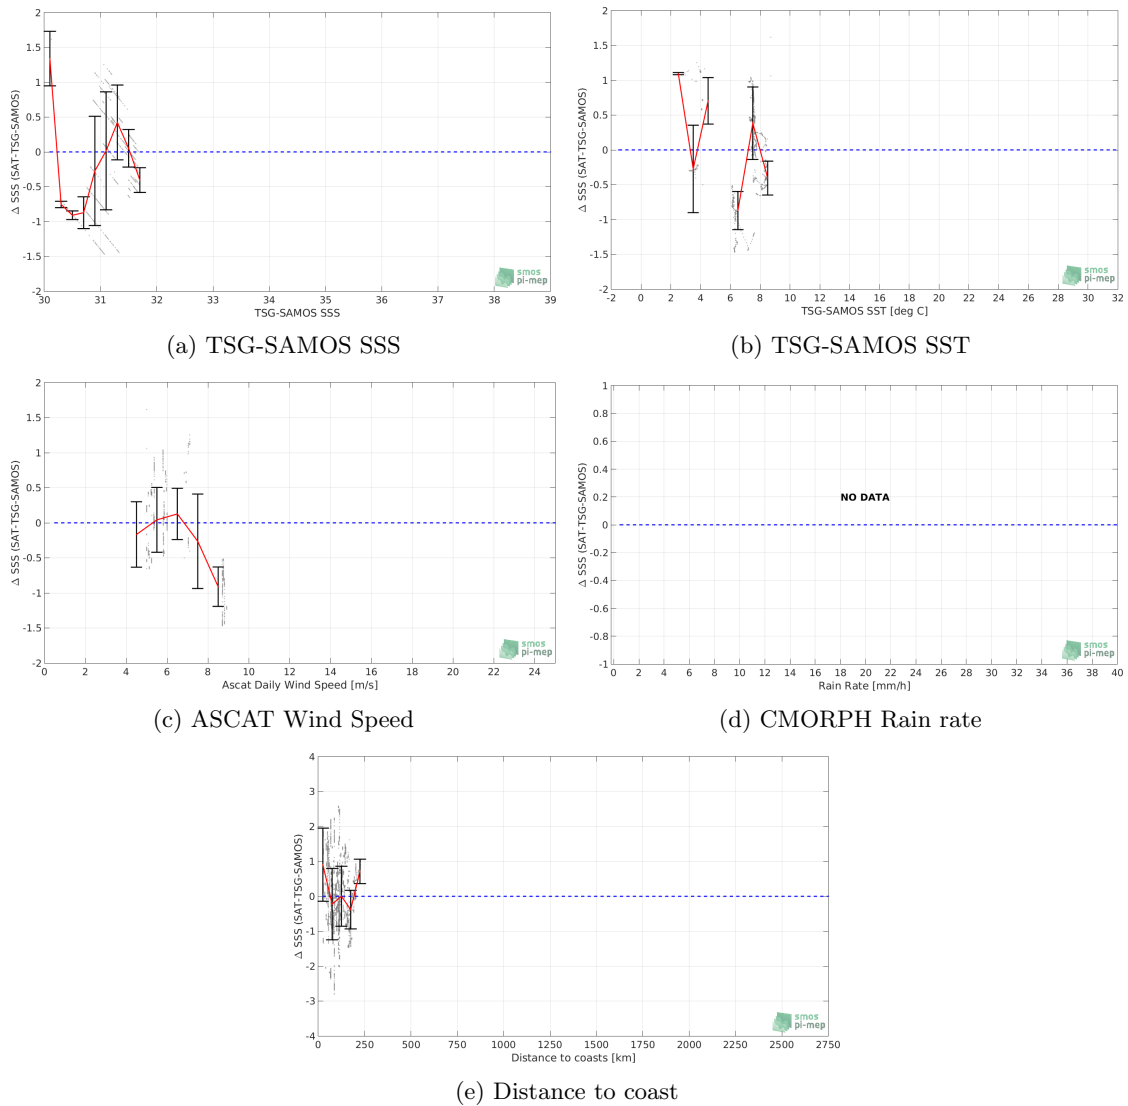 2
1.5
1
0.5
0
-0.5
-1
-1.5
-2
Δ SSS (SAT-TSG-SAMOS)
30 31 32 33 34 35 36 37 38 39
TSG-SAMOS SSS
smos
pi-mep
(a) TSG-SAMOS SSS
2
1.5
1
0.5
0
-0.5
-1
-1.5
-2
Δ SSS (SAT-TSG-SAMOS)
-2 0 2 4 6 8 10 12 14 16 18 20 22 24 26 28 30 32
TSG-SAMOS SST [deg C]
smos
pi-mep
(b) TSG-SAMOS SST
2
1.5
1
0.5
0
-0.5
-1
-1.5
-2
Δ SSS (SAT-TSG-SAMOS)
0 2 4 6 8 10 12 14 16 18 20 22 24
Ascat Daily Wind Speed [m/s]
smos
pi-mep
(c) ASCAT Wind Speed
1
0.8
0.6
0.4
0.2
0
-0.2
-0.4
-0.6
-0.8
-1
Δ SSS (SAT-TSG-SAMOS)
NO DATA
0 2 4 6 8 10 12 14 16 18 20 22 24 26 28 30 32 34 36 38 40
Rain Rate [mm/h]
smos
pi-mep
(d) CMORPH Rain rate
4
3
2
1
0
-1
-2
-3
-4
Δ SSS (SAT-TSG-SAMOS)
0 250 500 750 1000 1250 1500 1750 2000 2250 2500 2750
Distance to coasts [km]
smos
pi-mep
(e) Distance to coast